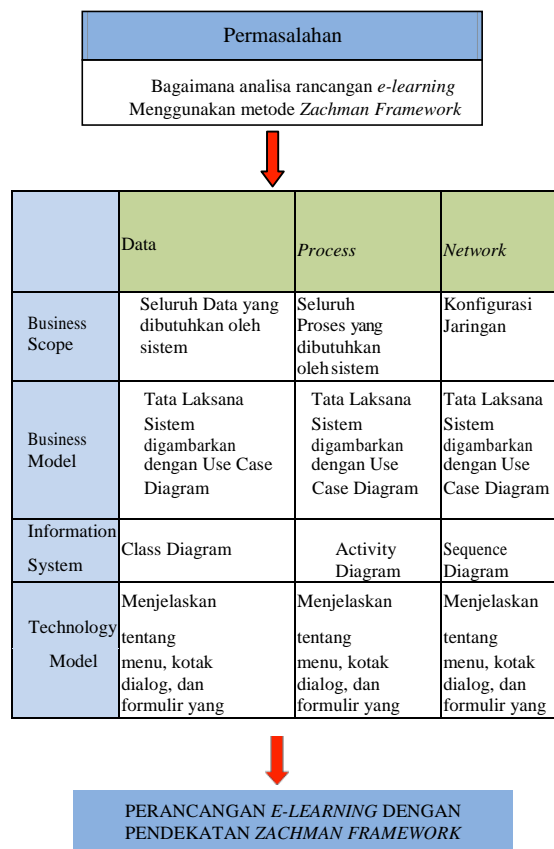 Permasalahan
Bagaimana analisa rancangan e-learning
Menggunakan metode Zachman Framework
Data
Process
Network
Business
Scope
Seluruh Data yang
dibutuhkan oleh
sistem
Seluruh
Proses yang
dibutuhkan
oleh sistem
Konfigurasi
Jaringan
Business
Model
Tata Laksana
Sistem
digambarkan
dengan Use Case
Diagram
Tata Laksana
Sistem
digambarkan
dengan Use
Case Diagram
Tata Laksana
Sistem
digambarkan
dengan Use
Case Diagram
Information
System
Class Diagram
Activity
Diagram
Sequence
Diagram
Technology
Model
Menjelaskan
tentang
menu, kotak
dialog, dan
formulir yang
Menjelaskan
tentang
menu, kotak
dialog, dan
formulir yang
Menjelaskan
tentang
menu, kotak
dialog, dan
formulir yang
PERANCANGAN E-LEARNING DENGAN
PENDEKATAN ZACHMAN FRAMEWORK